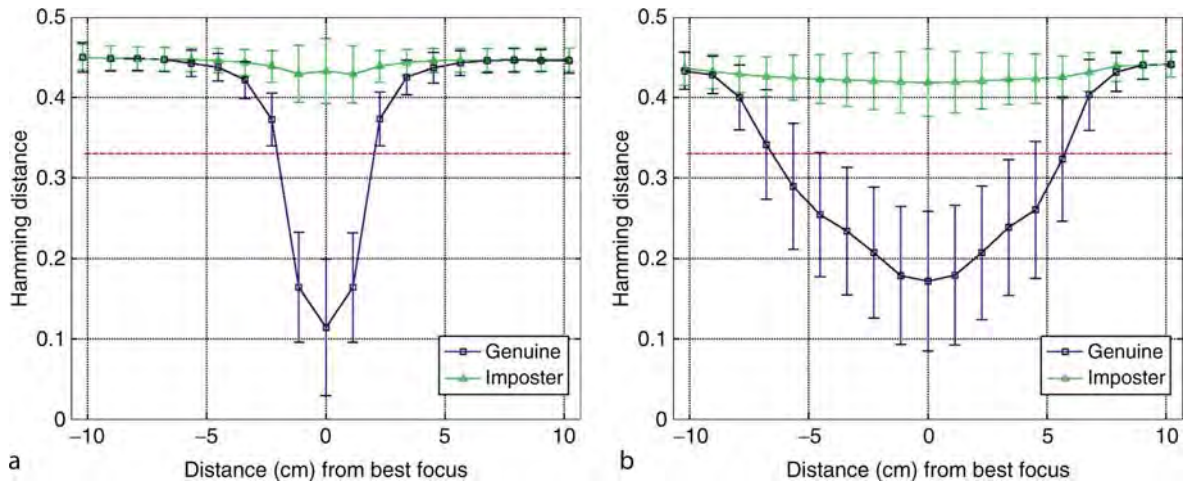 0.5
0.4
0.3
0.2
0.1
0
Hamming distance
−10
−5
0
5
10
Distance (cm) from best focus
Genuine
Imposter
a
0.5
0.4
0.3
0.2
0.1
0
Hamming distance
−10
−5
0
5
10
Distance (cm) from best focus
Genuine
Imposter
b